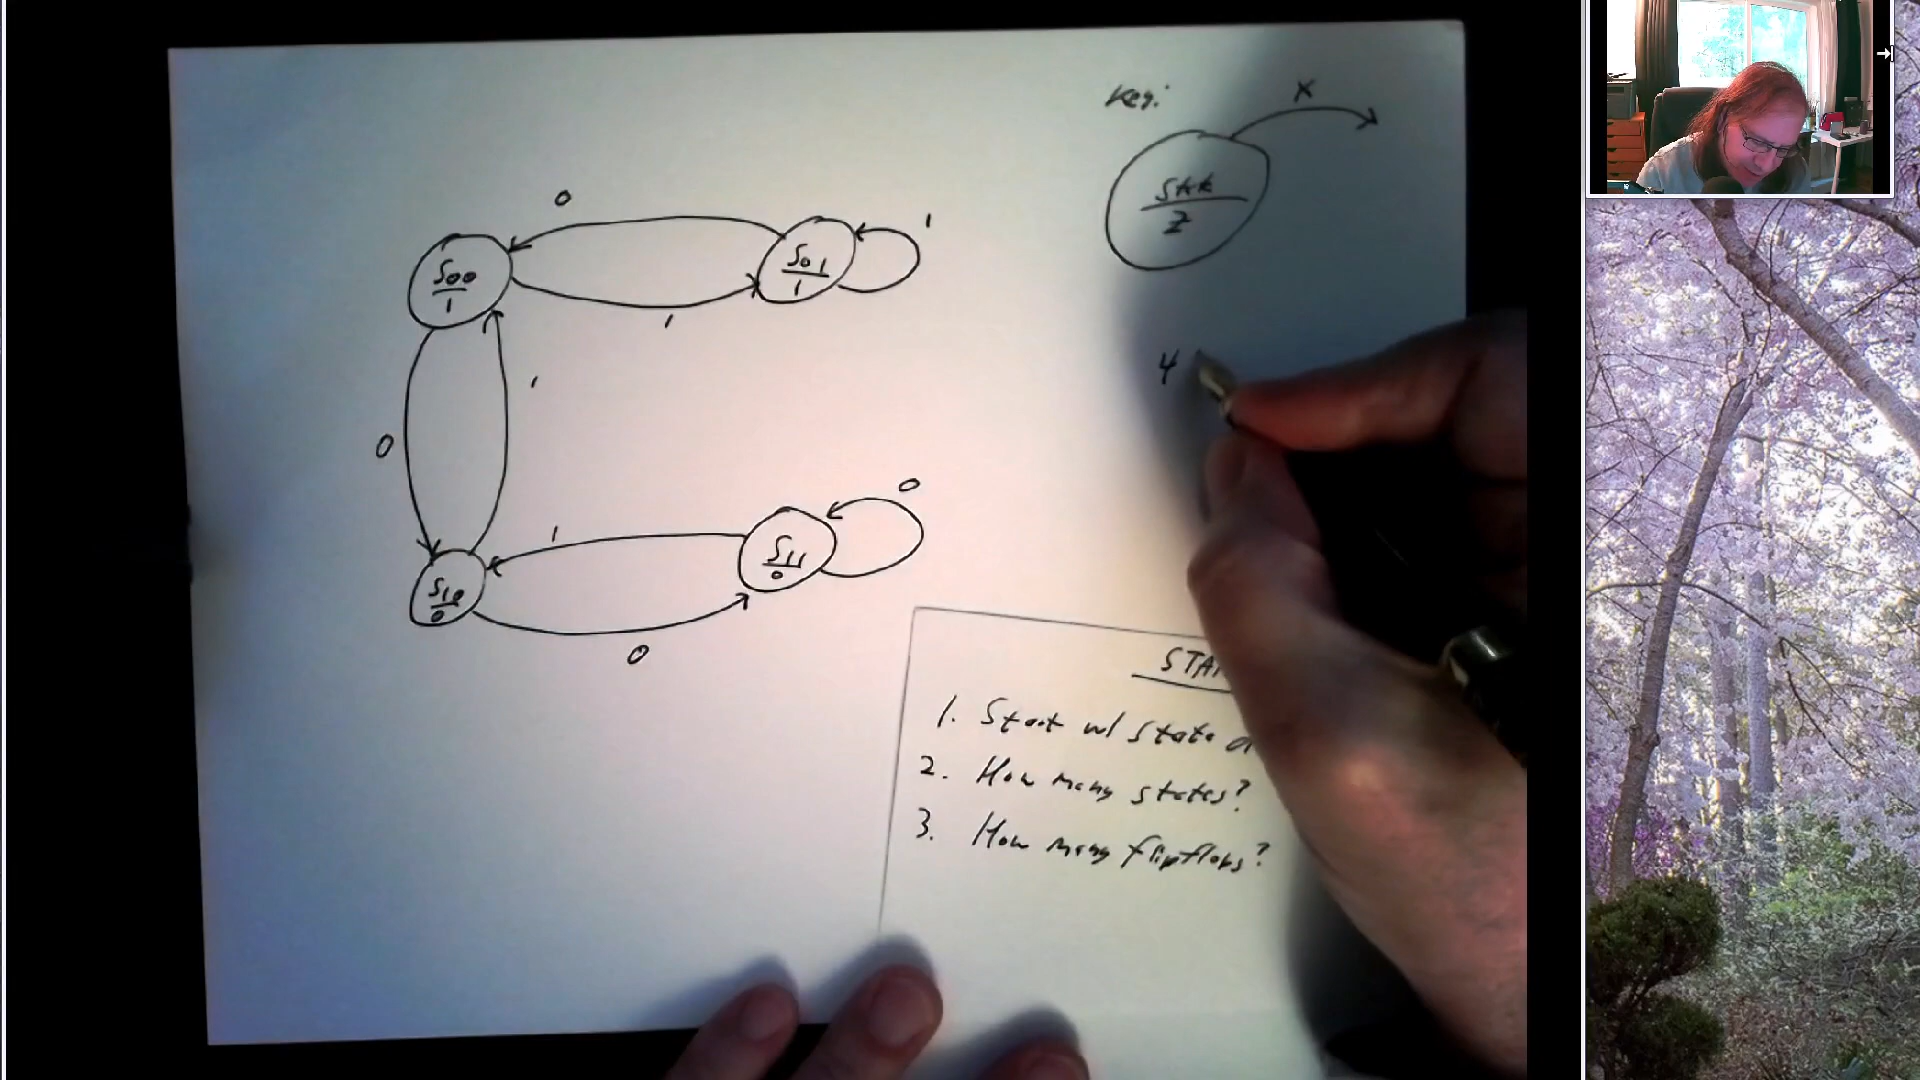 Key:
X
State
Z
0
1
S00
1
S01
1
1
4
0
1
0
1
S11
0
S10
0
0
1. Start w/ state
2. How many states?
3. How many flipflops?